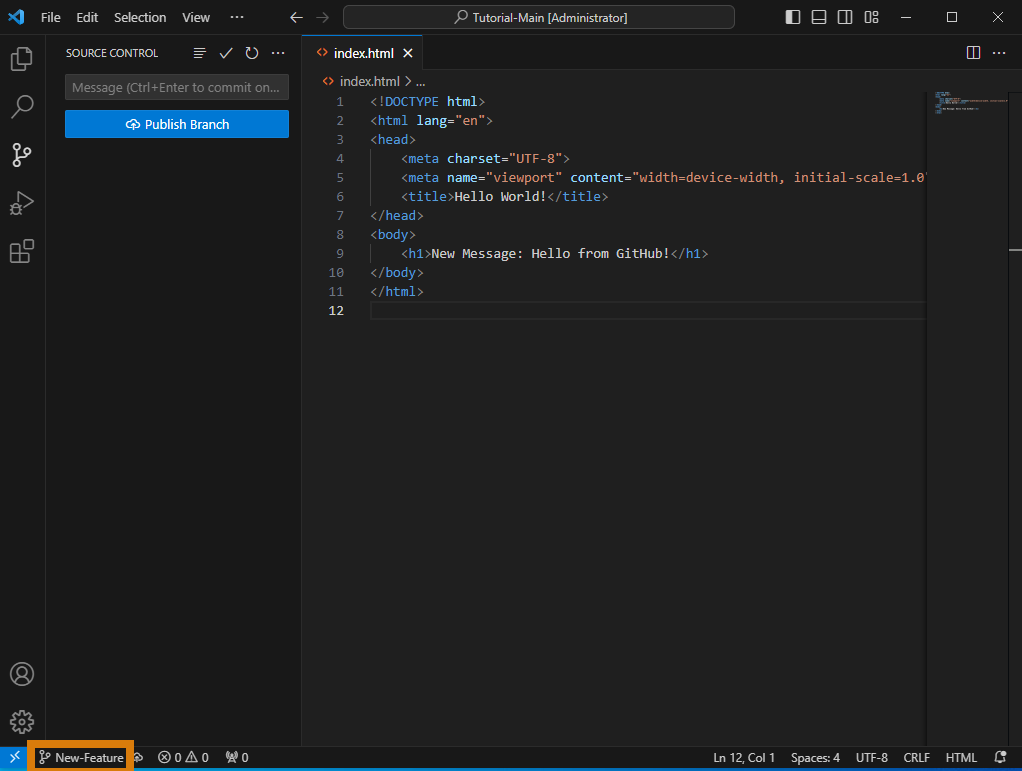 File Edit Selection View ··· Tutorial-Main [Administrator]
SOURCE CONTROL
Message (Ctrl+Enter to commit on...
Publish Branch
index.html
index.html > ...
1 <!DOCTYPE html>
2 <html lang="en">
3 <head>
4 <meta charset="UTF-8">
5 <meta name="viewport" content="width=device-width, initial-scale=1.0
6 <title>Hello World!</title>
7 </head>
8 <body>
9 <h1>New Message: Hello from GitHub!</h1>
10 </body>
11 </html>
12
New-Feature 0 0 0 Ln 12, Col 1 Spaces: 4 UTF-8 CRLF HTML